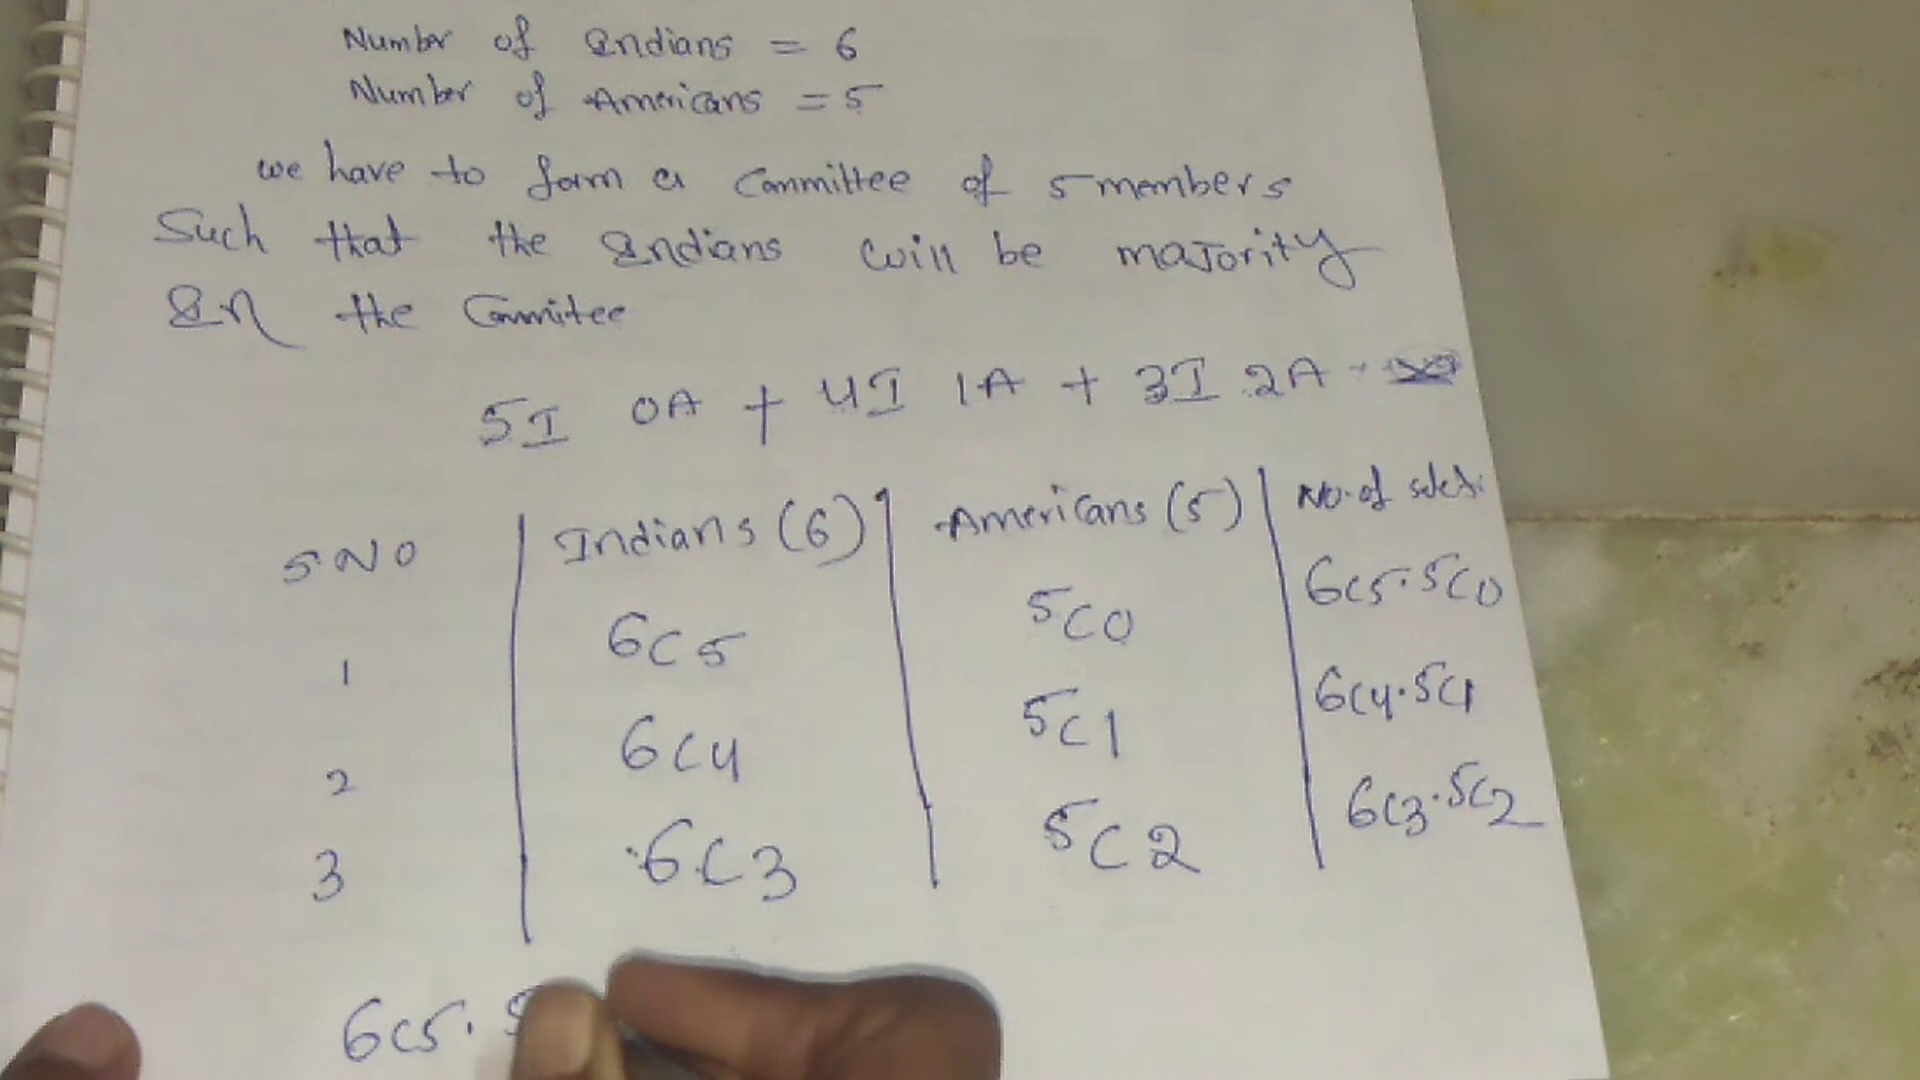 Number of Indians = 6
Number of Americans = 5
we have to form a committee of 5 members
Such that the Indians will be majority
In the Commitee
5I 0A + 4I 1A + 3I 2A
S NO Indians (6) Americans (5) No. of
1 6C5 5C0 6C5.5C0
2 6C4 5C1 6C4.5C1
3 6C3 5C2 6C3.5C2
6C5.